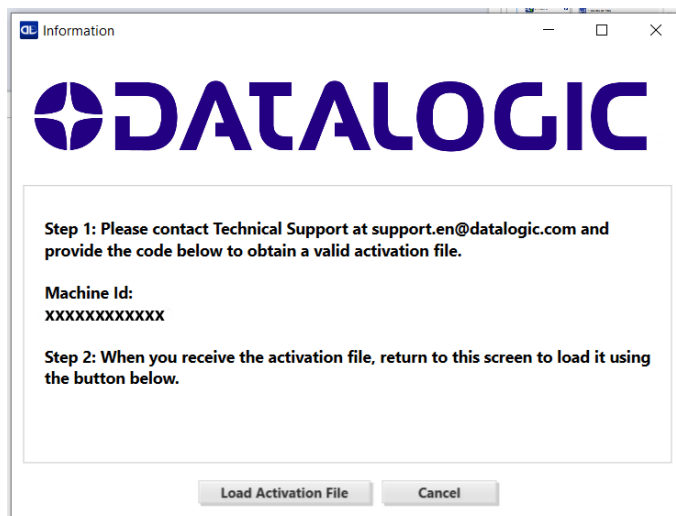 Information
DATALOGIC
Step 1: Please contact Technical Support at support.en@datalogic.com and
provide the code below to obtain a valid activation file.
Machine Id:
XXXXXXXXXXXX
Step 2: When you receive the activation file, return to this screen to load it using
the button below.
Load Activation File
Cancel